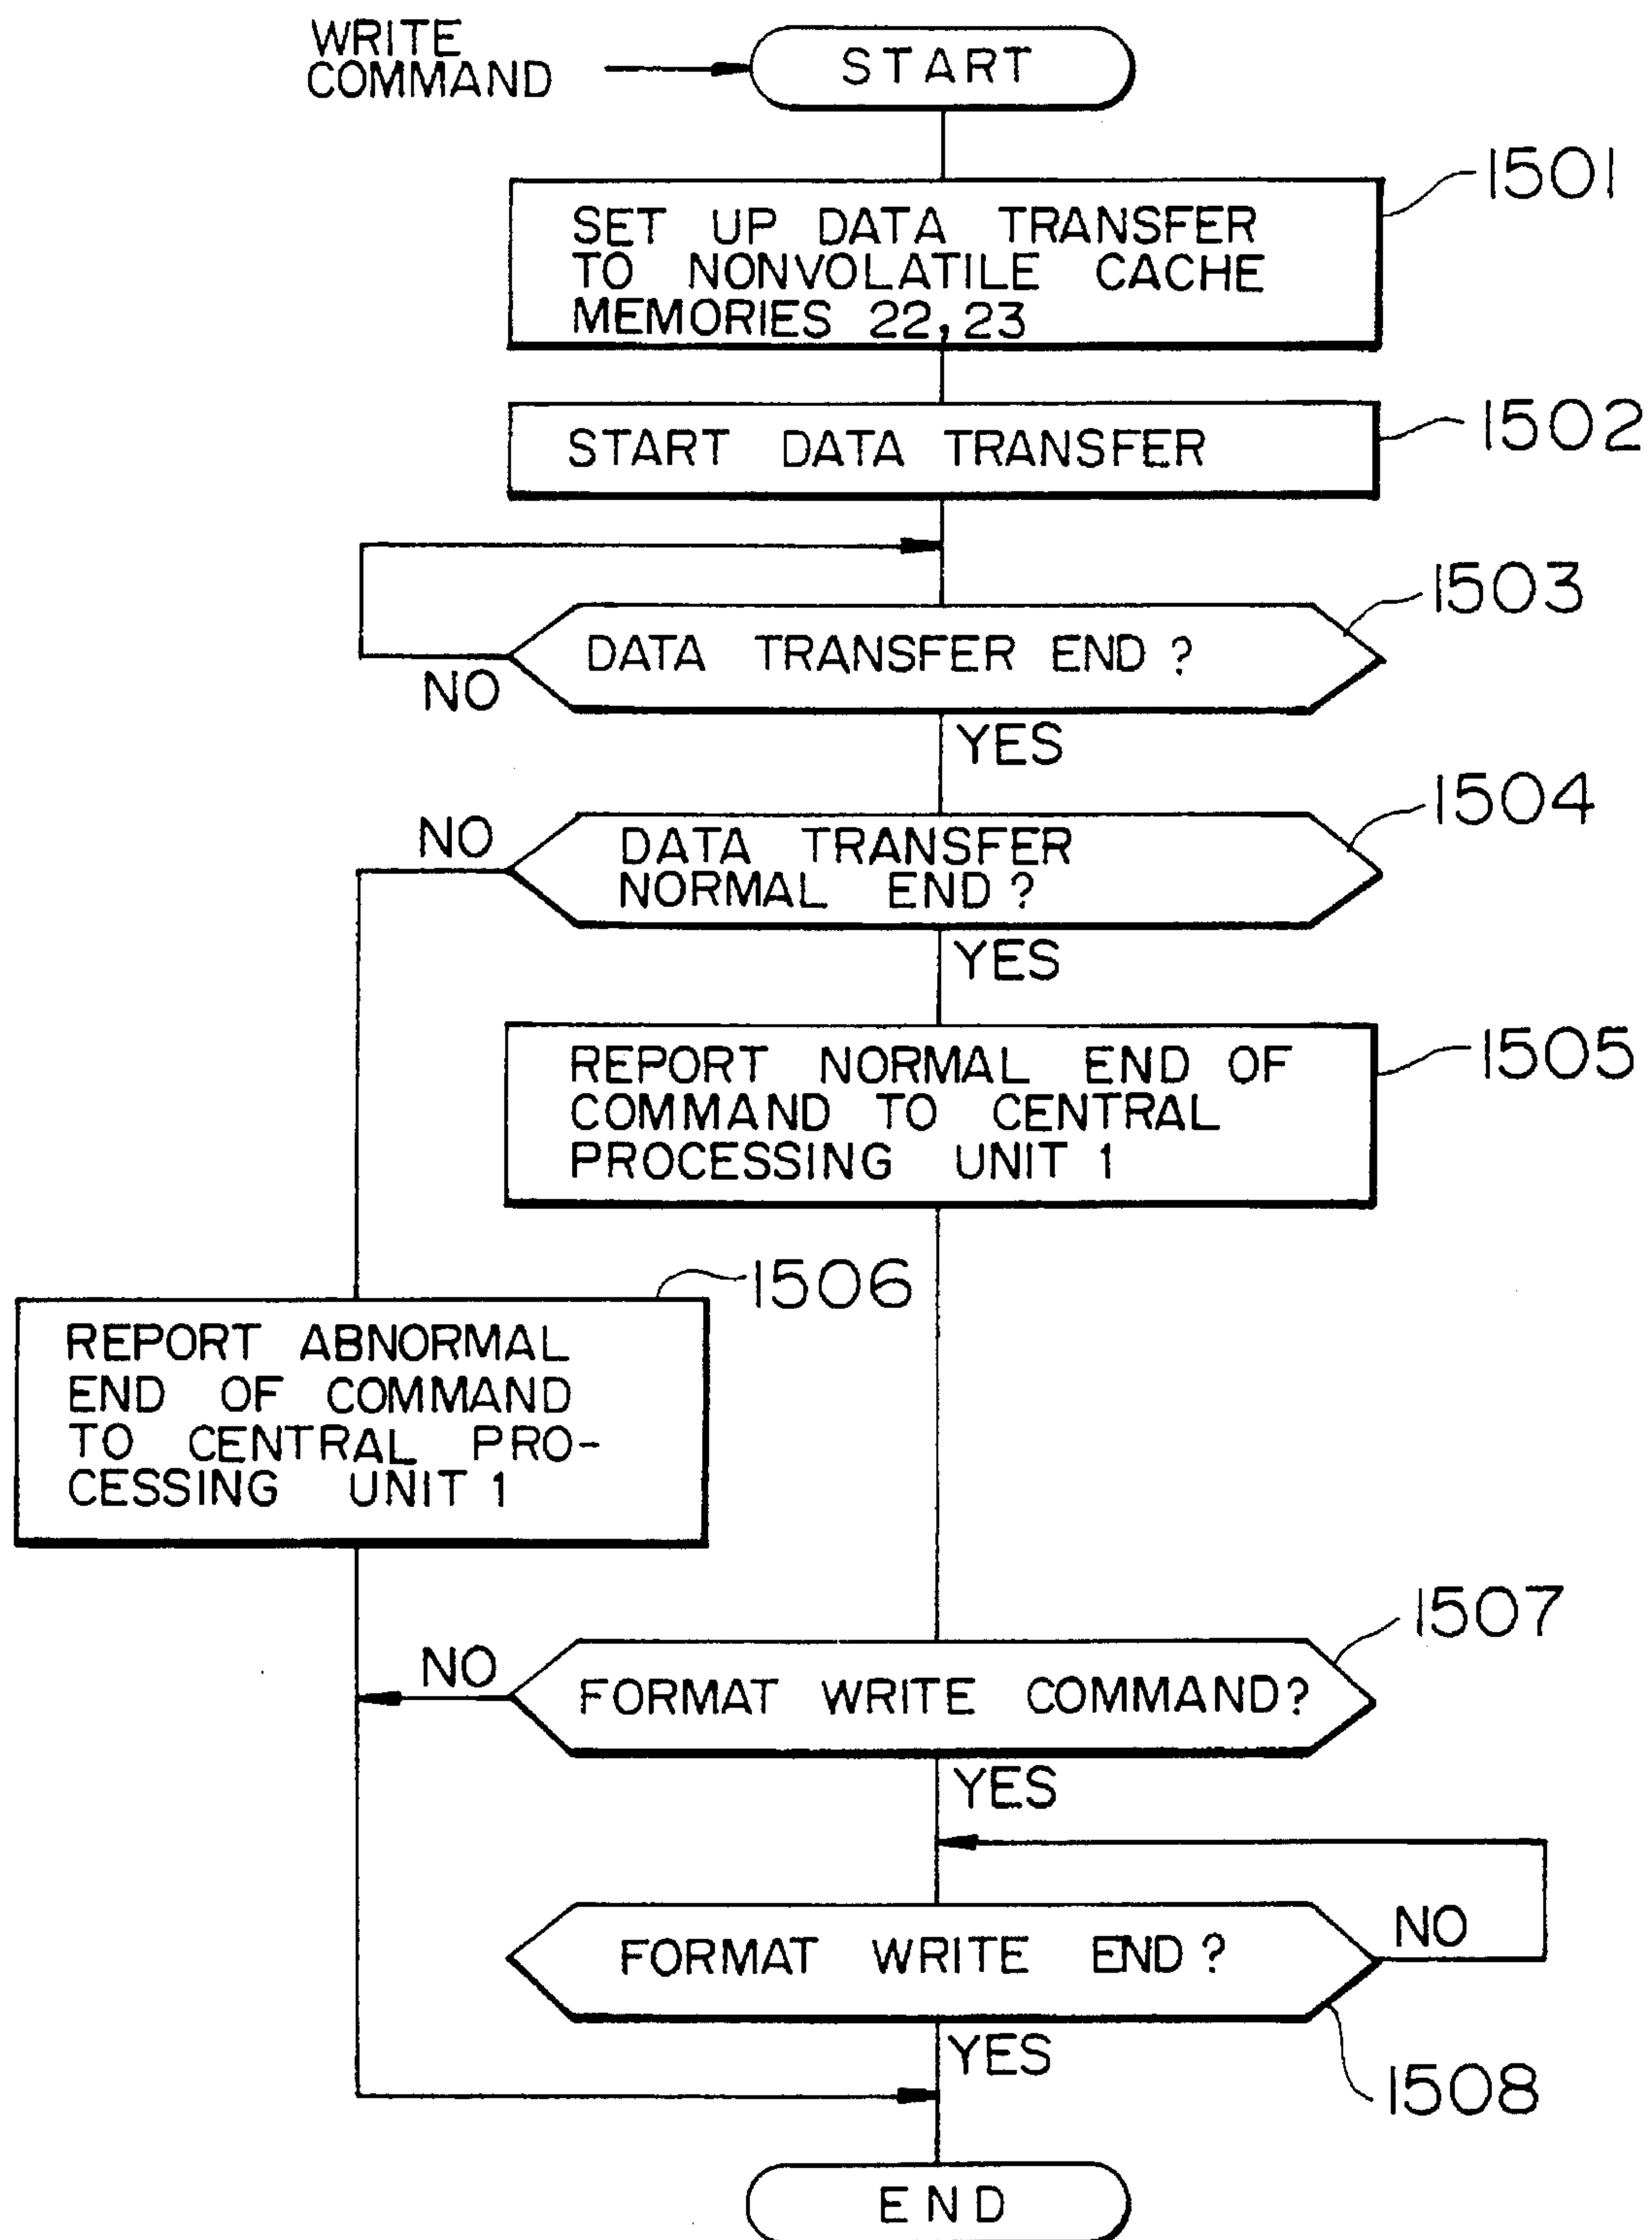 WRITE
COMMAND
START
1501
SET UP DATA TRANSFER
TO NONVOLATILE CACHE
MEMORIES 22,23
1502
START DATA TRANSFER
1503
DATA TRANSFER END?
NO
YES
1504
NO
DATA TRANSFER
NORMAL END?
YES
1505
REPORT NORMAL END OF
COMMAND TO CENTRAL
PROCESSING UNIT 1
1506
REPORT ABNORMAL
END OF COMMAND
TO CENTRAL PRO-
CESSING UNIT 1
1507
NO
FORMAT WRITE COMMAND?
YES
NO
FORMAT WRITE END?
YES
1508
END